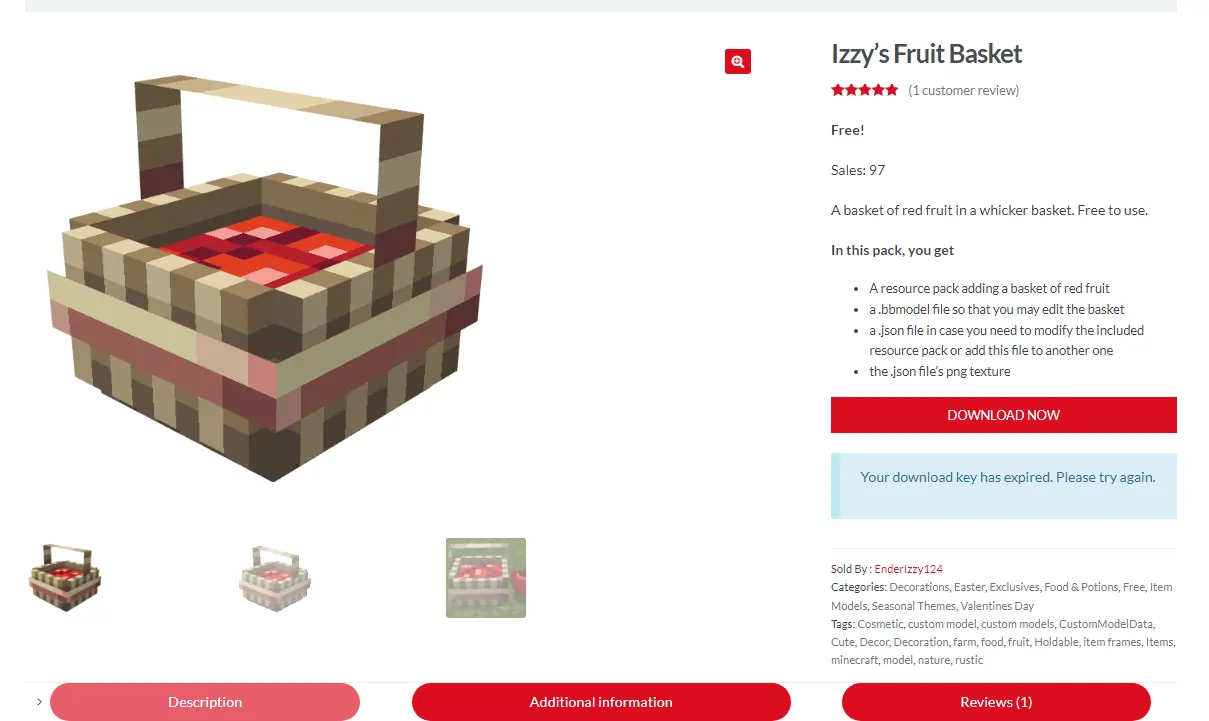 Izzy’s Fruit Basket
(1 customer review)
Free!
Sales: 97
A basket of red fruit in a whicker basket. Free to use.
In this pack, you get
A resource pack adding a basket of red fruit
a .bbmodel file so that you may edit the basket
a .json file in case you need to modify the included
resource pack or add this file to another one
the .json file’s png texture
DOWNLOAD NOW
Your download key has expired. Please try again.
Sold By : EnderIzzy124
Categories: Decorations, Easter, Exclusives, Food & Potions, Free, Item
Models, Seasonal Themes, Valentines Day
Tags: Cosmetic, custom model, custom models, CustomModelData,
Cute, Decor, Decoration, farm, food, fruit, Holdable, item frames, Items,
minecraft, model, nature, rustic
Description
Additional information
Reviews (1)